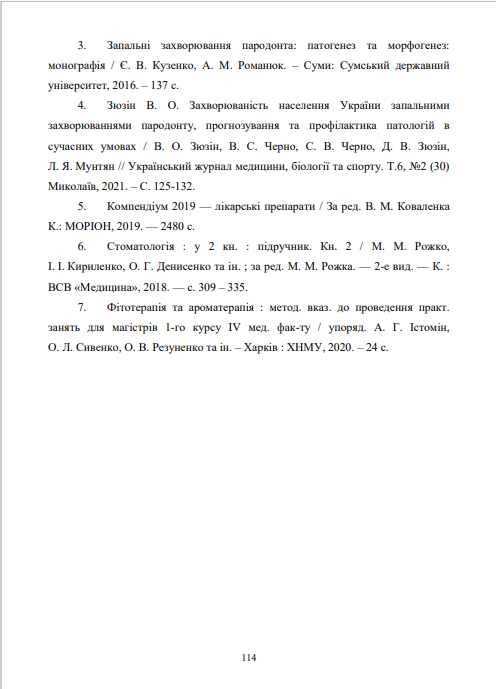 3. Запальні захворювання пародонта: патогенез та морфогенез:
монографія / Є. В. Кузенко, А. М. Романюк. – Суми: Сумський державний
університет, 2016. – 137 с.
4. Зюзін В. О. Захворюваність населення України запальними
захворюваннями пародонту, прогнозування та профілактика патологій в
сучасних умовах / В. О. Зюзін, В. С. Черно, С. В. Черно, Д. В. Зюзін,
Л. Я. Мунтян // Український журнал медицини, біології та спорту. Т.6, №2 (30)
Миколаїв, 2021. – С. 125-132.
5. Компендіум 2019 — лікарські препарати / За ред. В. М. Коваленка
К.: МОРІОН, 2019. — 2480 с.
6. Стоматологія : у 2 кн. : підручник. Кн. 2 / М. М. Рожко,
І. І. Кириленко, О. Г. Денисенко та ін. ; за ред. М. М. Рожка. — 2-е вид. — К. :
ВСВ «Медицина», 2018. — с. 309 – 335.
7. Фітотерапія та ароматерапія : метод. вказ. до проведення практ.
занять для магістрів 1-го курсу IV мед. фак-ту / упоряд. А. Г. Істомін,
О. Л. Сивенко, О. В. Резуненко та ін. – Харків : ХНМУ, 2020. – 24 с.
114